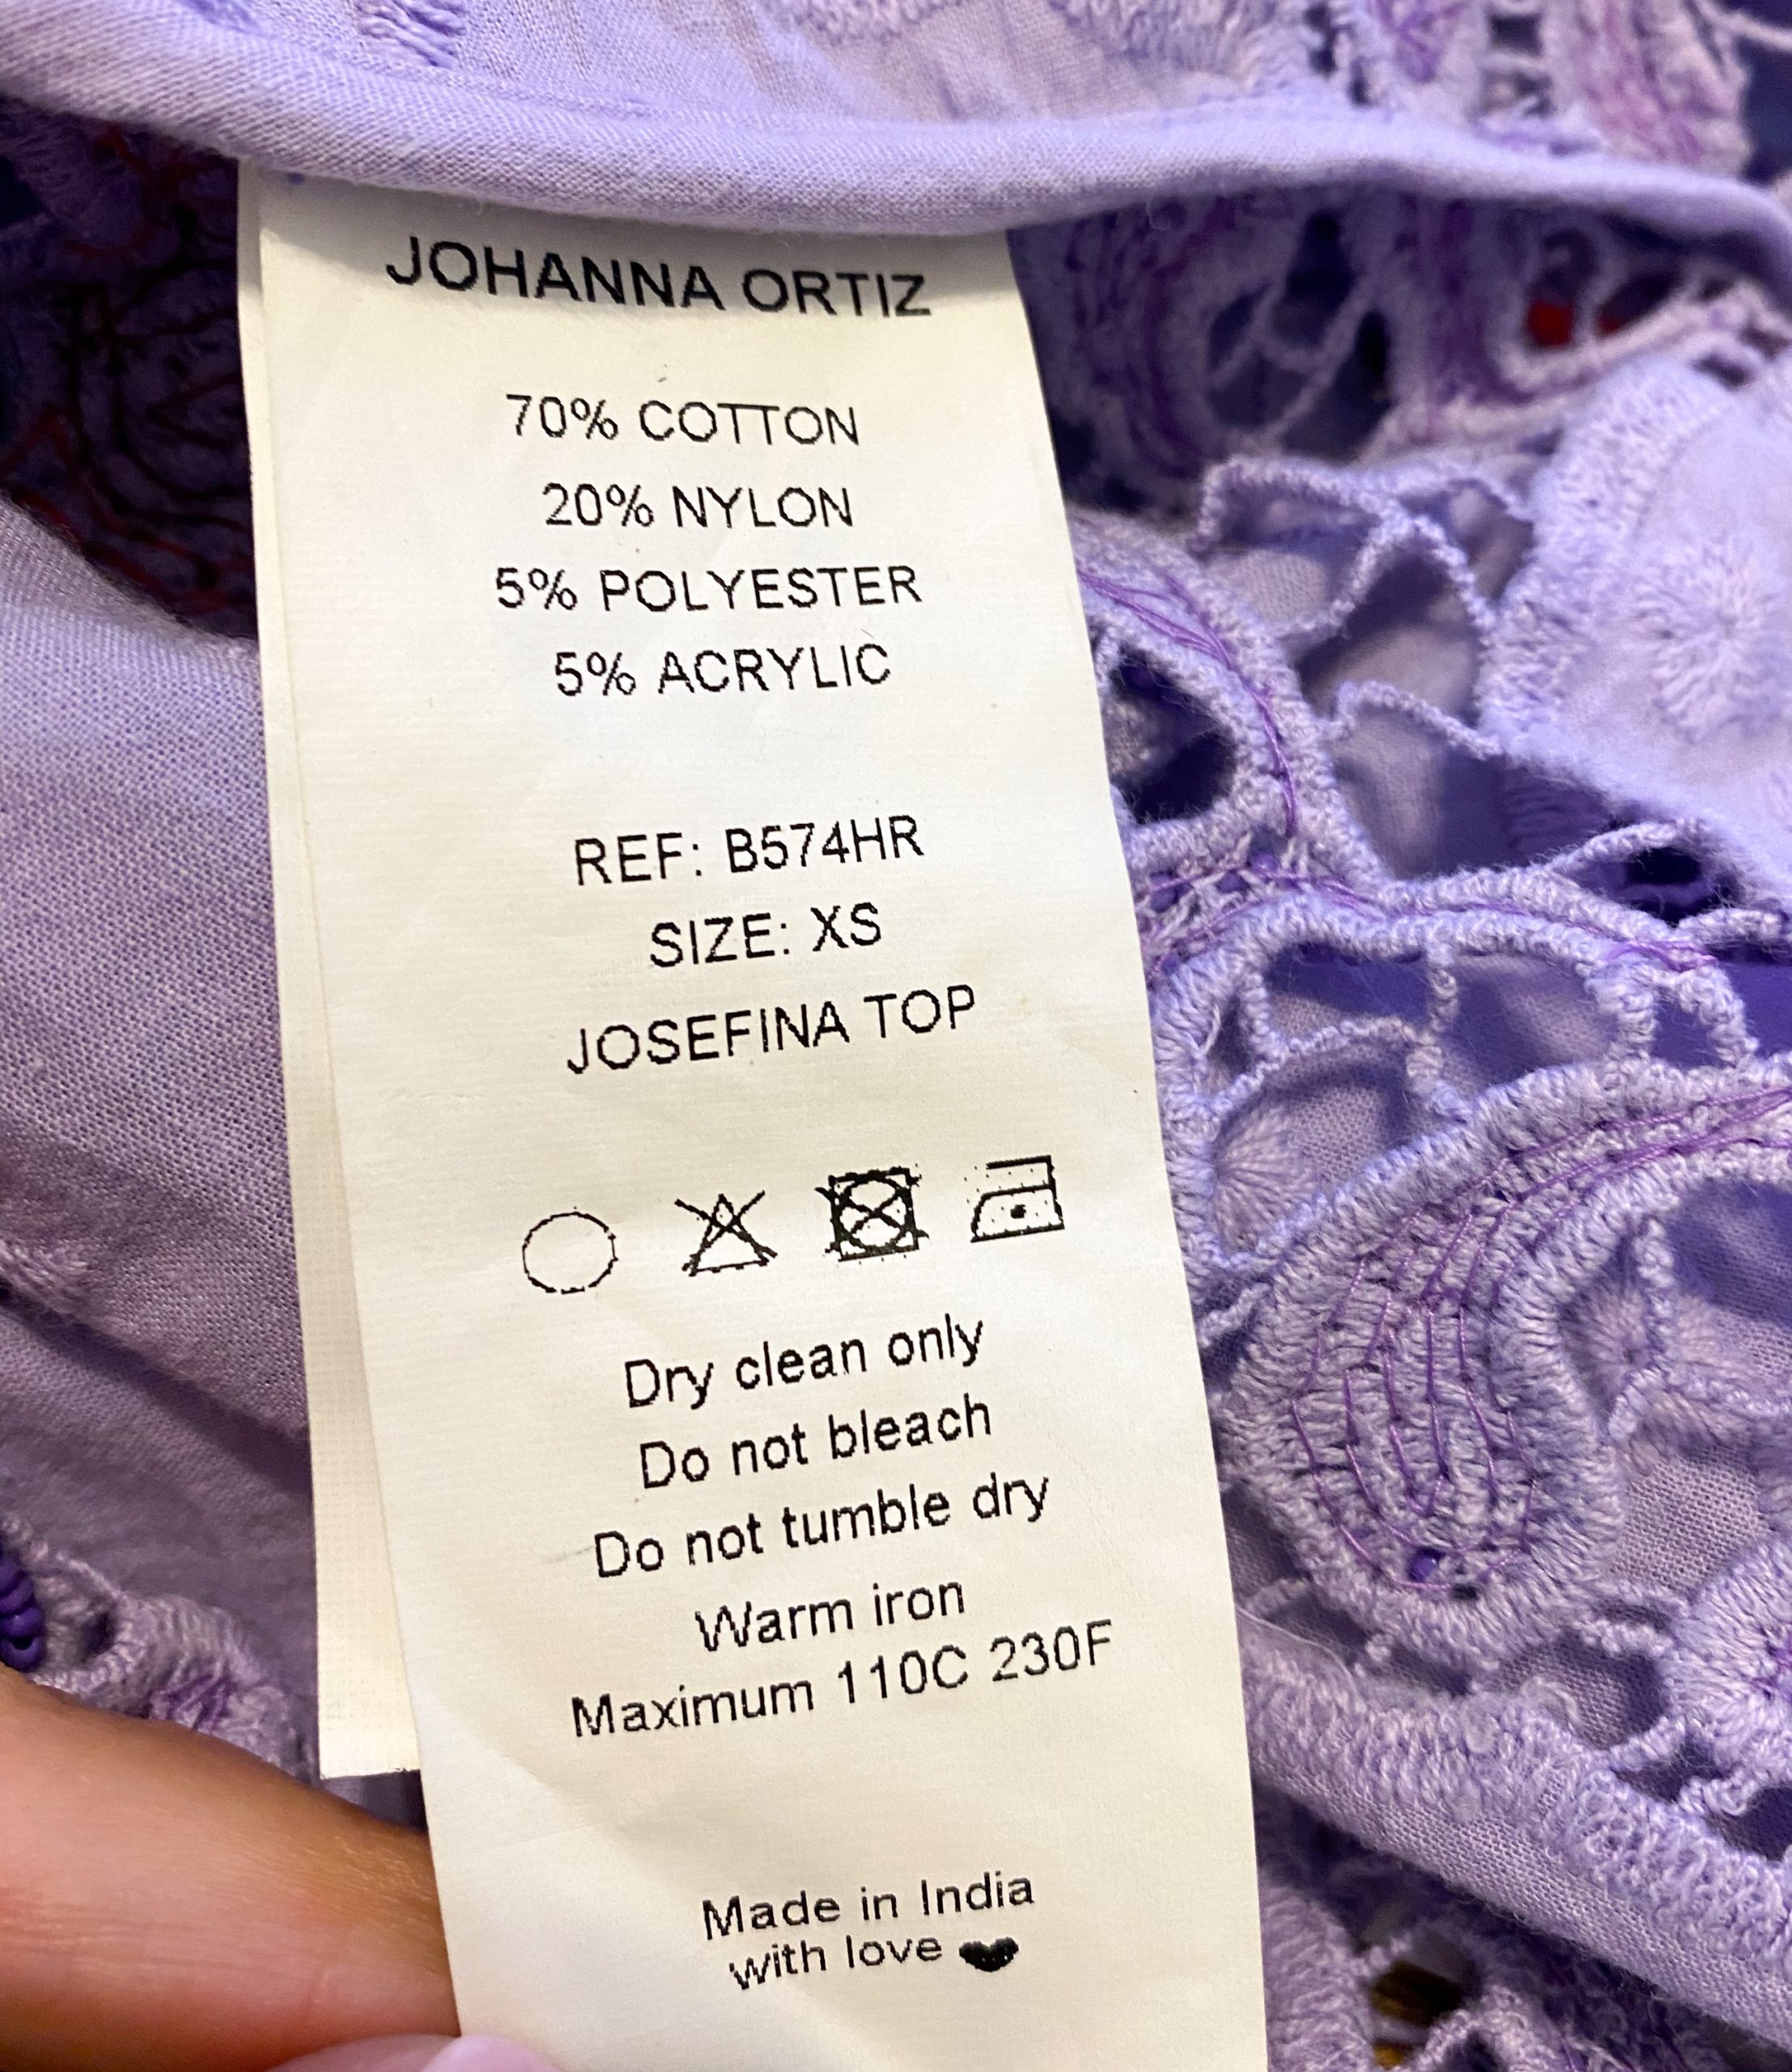 JOHANNA ORTIZ
70% COTTON
20% NYLON
5% POLYESTER
5% ACRYLIC
REF: B574HR
SIZE: XS
JOSEFINA TOP
Dry clean only
Do not bleach
Do not tumble dry
Warm iron
Maximum 110C 230F
Made in India
with love